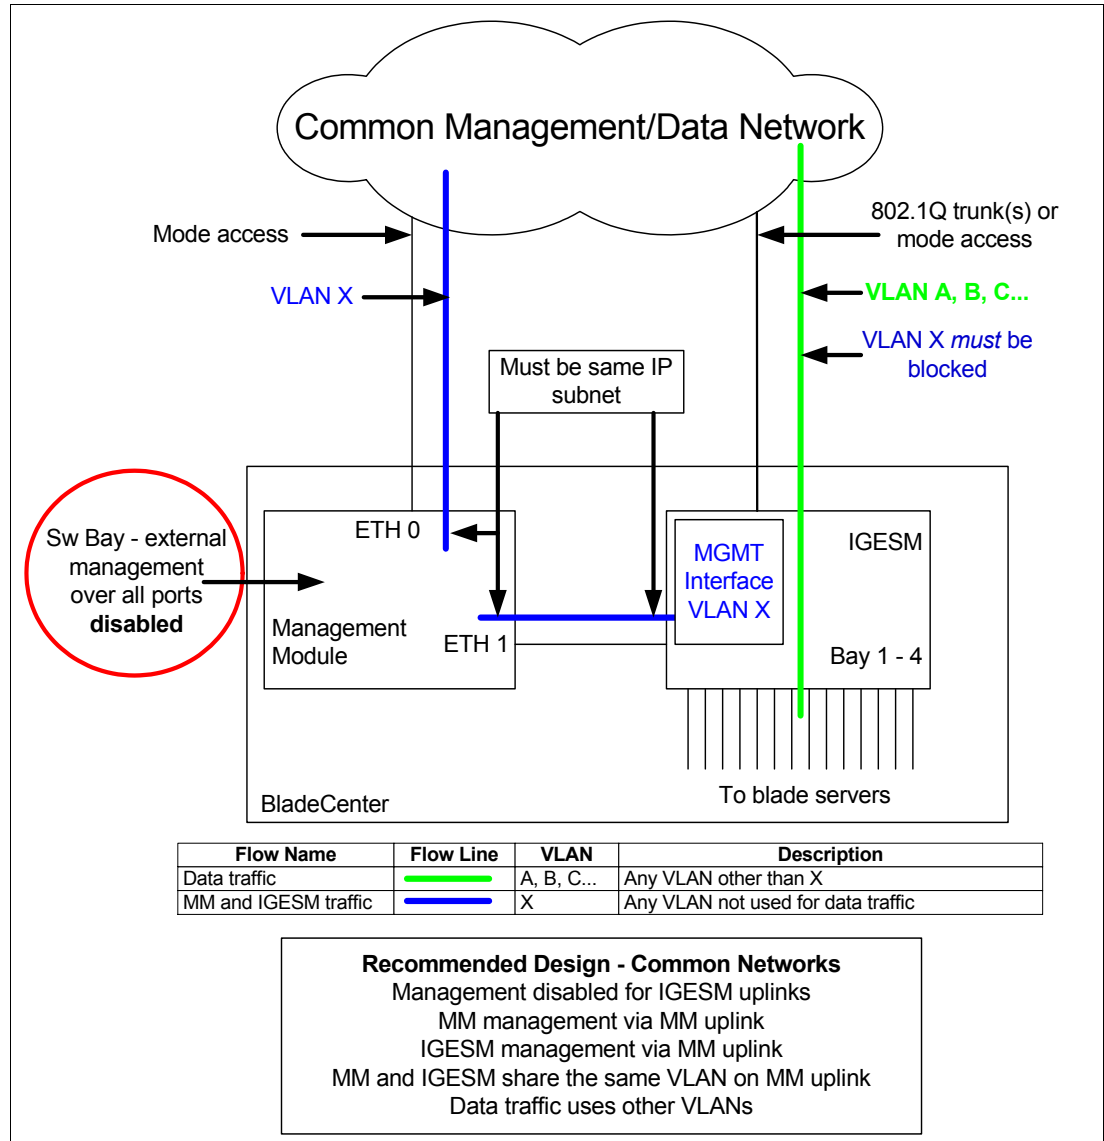 Common Management/Data Network
Mode access
802.1Q trunk(s) or
mode access
VLAN X
VLAN A, B, C...
VLAN X must be
blocked
Must be same IP
subnet
Sw Bay - external
management
over all ports
disabled
ETH 0
Management
Module
ETH 1
MGMT
Interface
VLAN X
IGESM
Bay 1 - 4
To blade servers
BladeCenter
Flow Name Flow Line VLAN Description
Data traffic A, B, C... Any VLAN other than X
MM and IGESM traffic X Any VLAN not used for data traffic
Recommended Design - Common Networks
Management disabled for IGESM uplinks
MM management via MM uplink
IGESM management via MM uplink
MM and IGESM share the same VLAN on MM uplink
Data traffic uses other VLANs